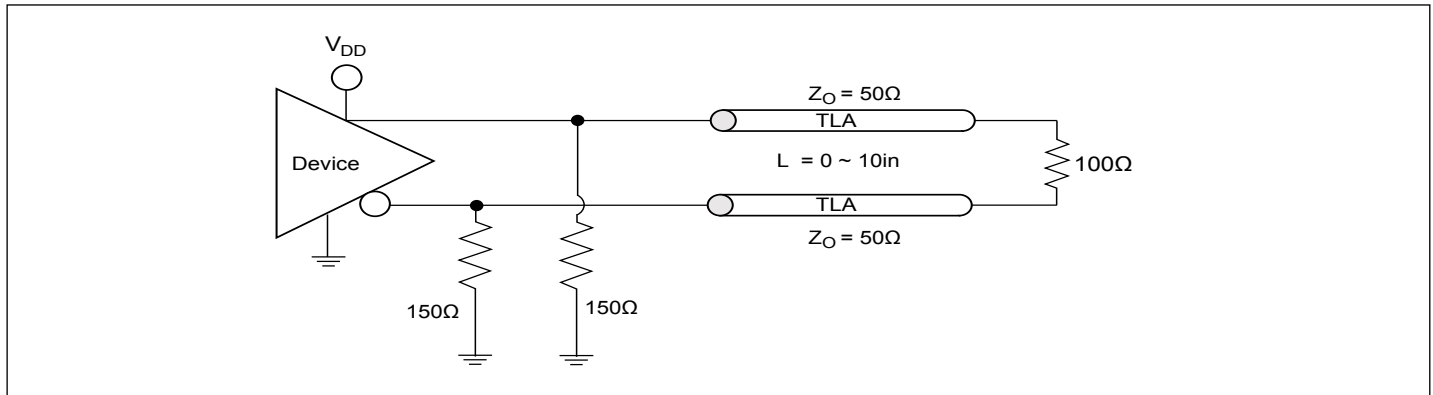 V_DD
Z_O = 50Ω
TLA
Device
L = 0 ~ 10in
100Ω
TLA
Z_O = 50Ω
150Ω
150Ω